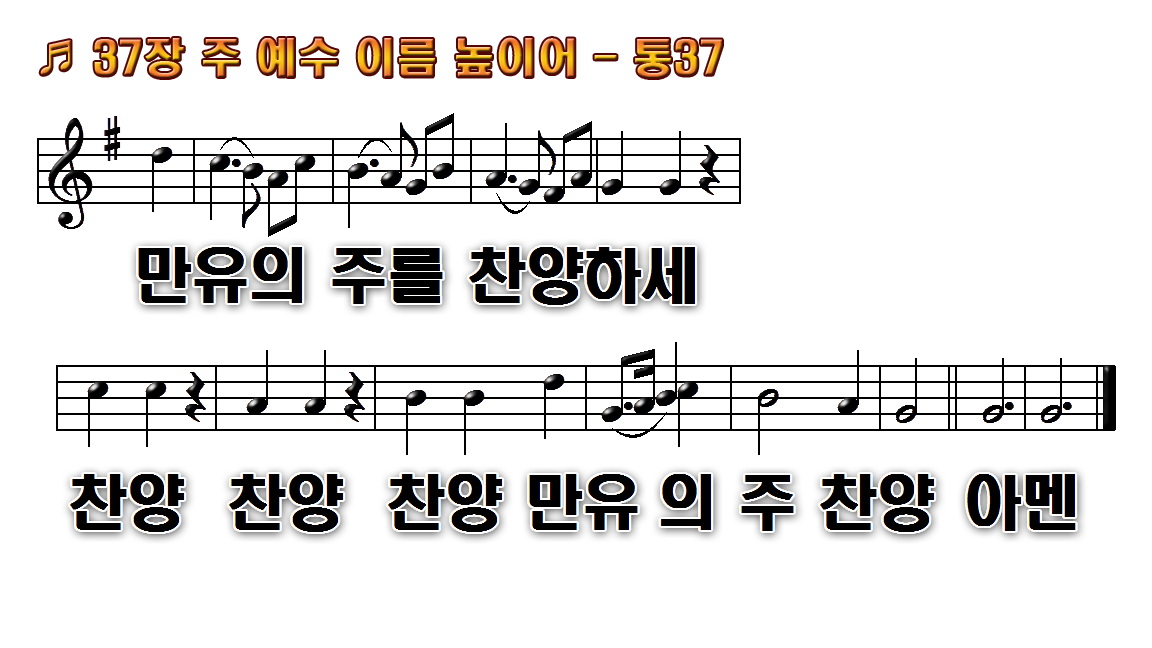 37장 주 예수 이름 높이어 - 통37
만유의 주를 찬양하세
찬양 찬양 찬양 만유 의 주 찬양 아멘